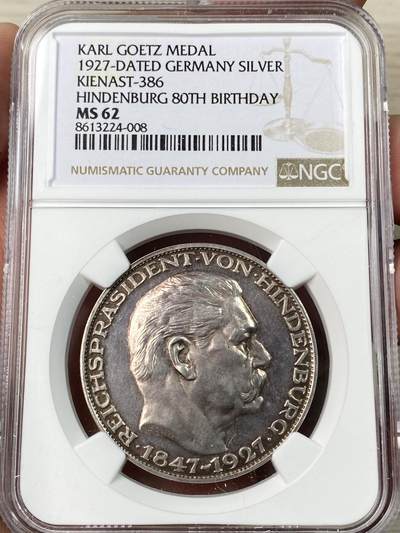 KARL GOETZ MEDAL
1927-DATED GERMANY SILVER
KIENAST-386
HINDENBURG 80TH BIRTHDAY
MS 62
8613224-008
NUMISMATIC GUARANTY COMPANY
NGC
REICHSPRÄSIDENT·VON·HINDENBURG
·1847-1927·